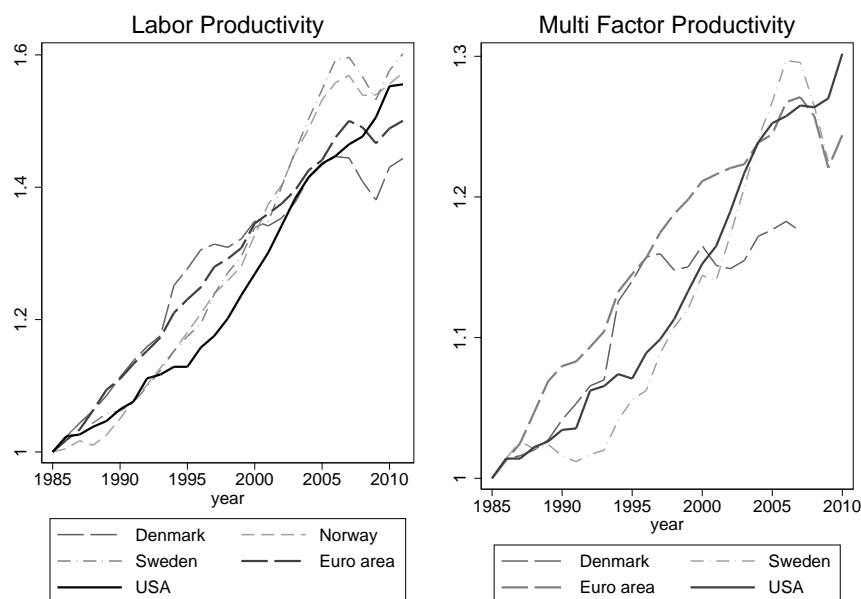 Labor Productivity
1.6
1.4
1.2
1
1985 1990 1995 2000 2005 2010
year
Denmark Norway
Sweden Euro area
USA
Multi Factor Productivity
1.3
1.2
1.1
1
1985 1990 1995 2000 2005 2010
year
Denmark Sweden
Euro area USA